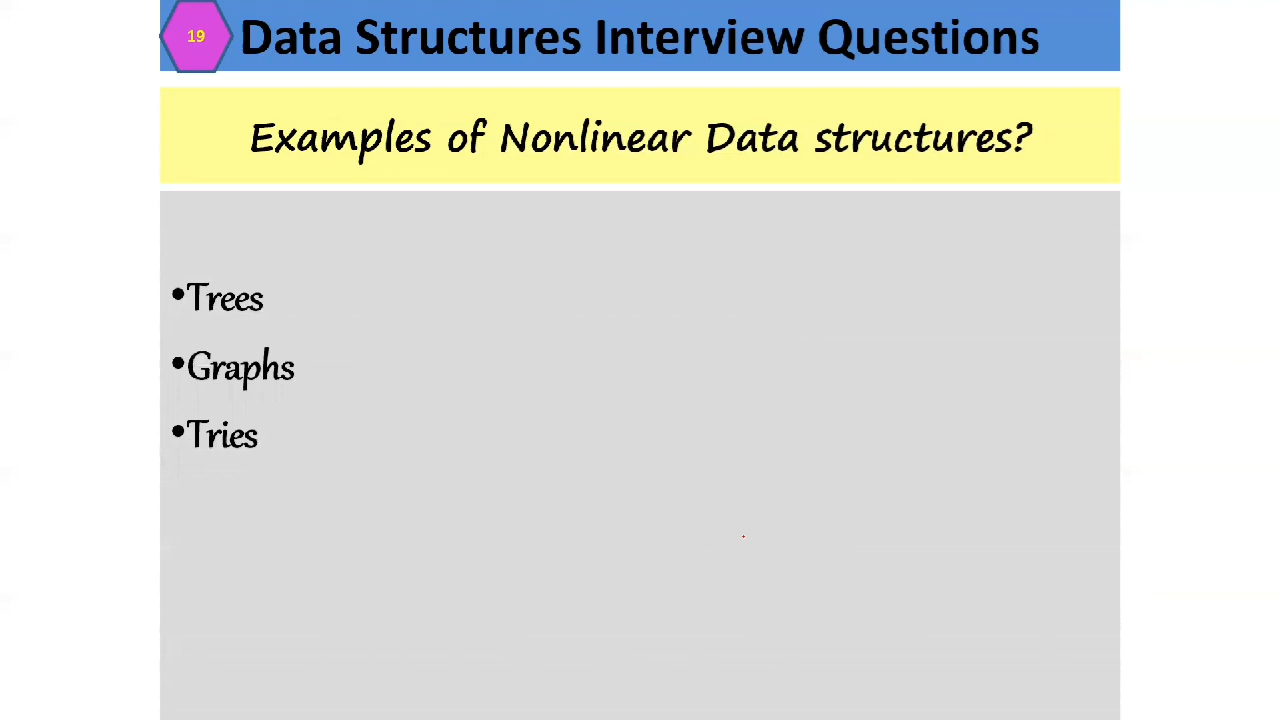 19
Data Structures Interview Questions
Examples of Nonlinear Data structures?
•Trees
•Graphs
•Tries